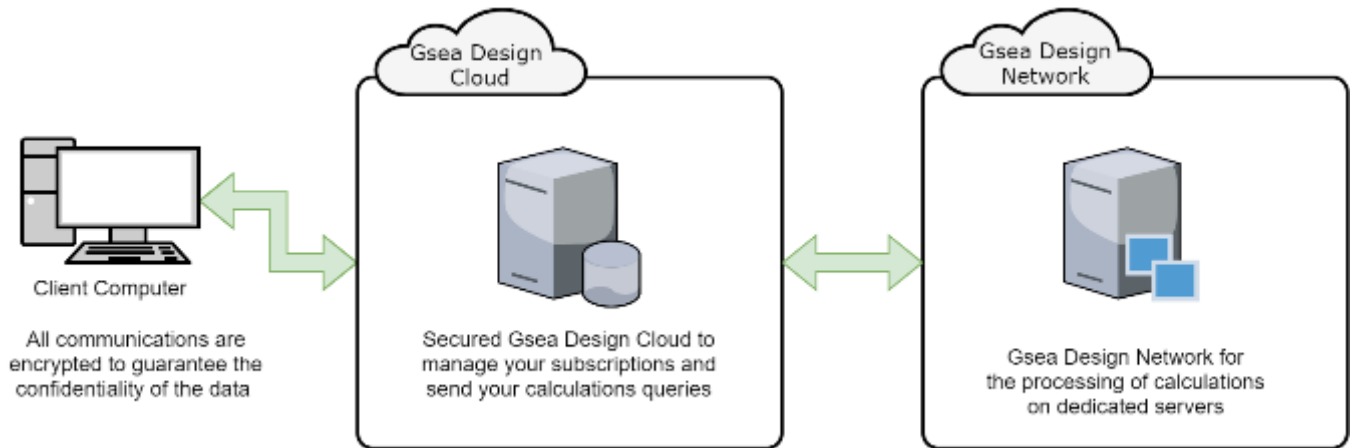 Gsea Design
Cloud
Gsea Design
Network
Client Computer
All communications are
encrypted to guarantee the
confidentiality of the data
Secured Gsea Design Cloud to
manage your subscriptions and
send your calculations queries
Gsea Design Network for
the processing of calculations
on dedicated servers